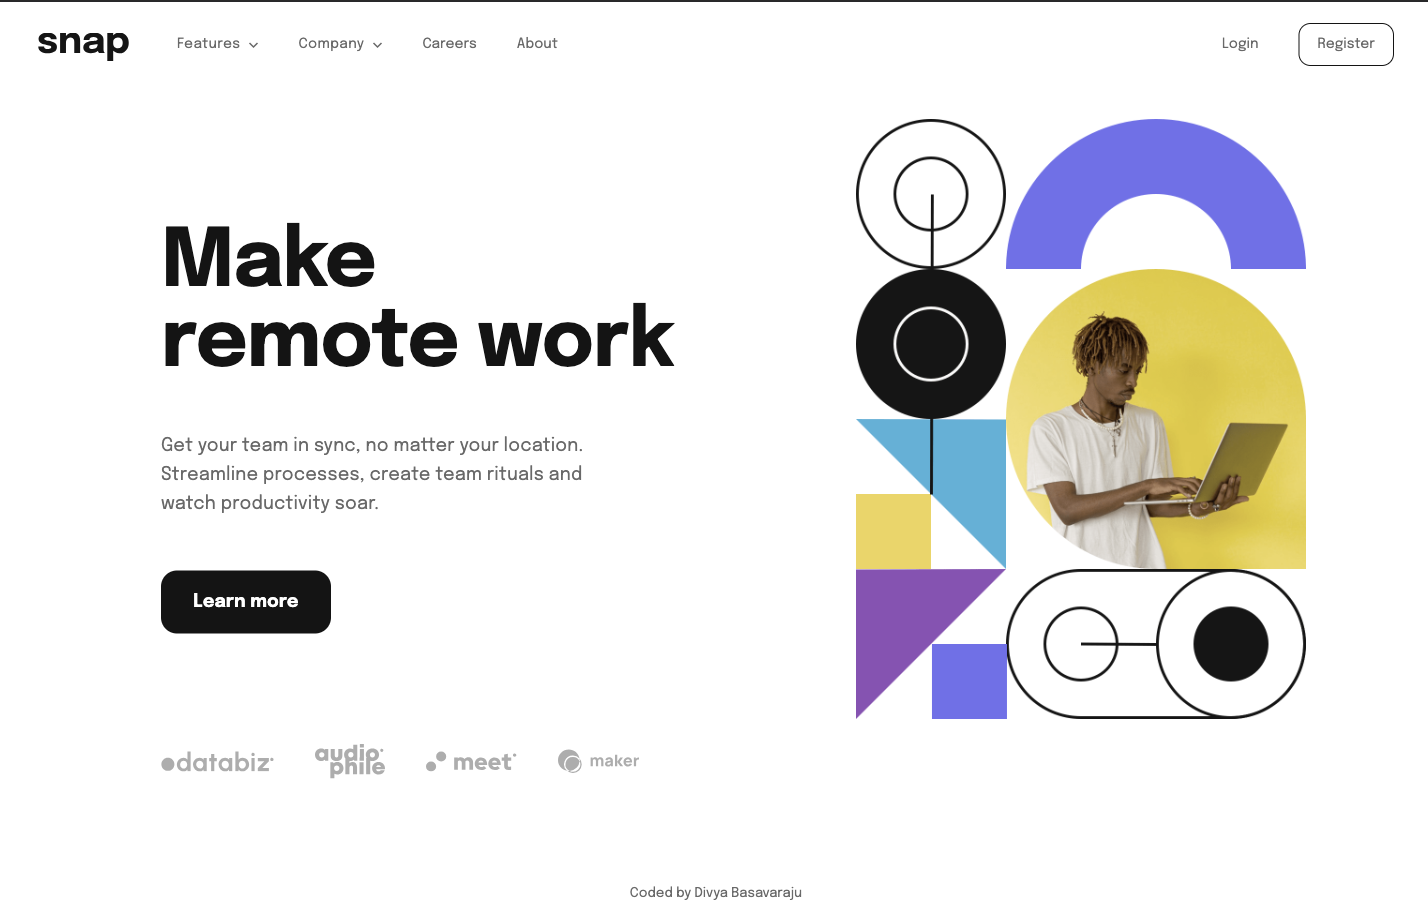 snap
Features
Company
Careers
About
Login
Register
Make
remote work
Get your team in sync, no matter your location.
Streamline processes, create team rituals and
watch productivity soar.
Learn more
databiz
audiophile
meet
maker
Coded by Divya Basavaraju